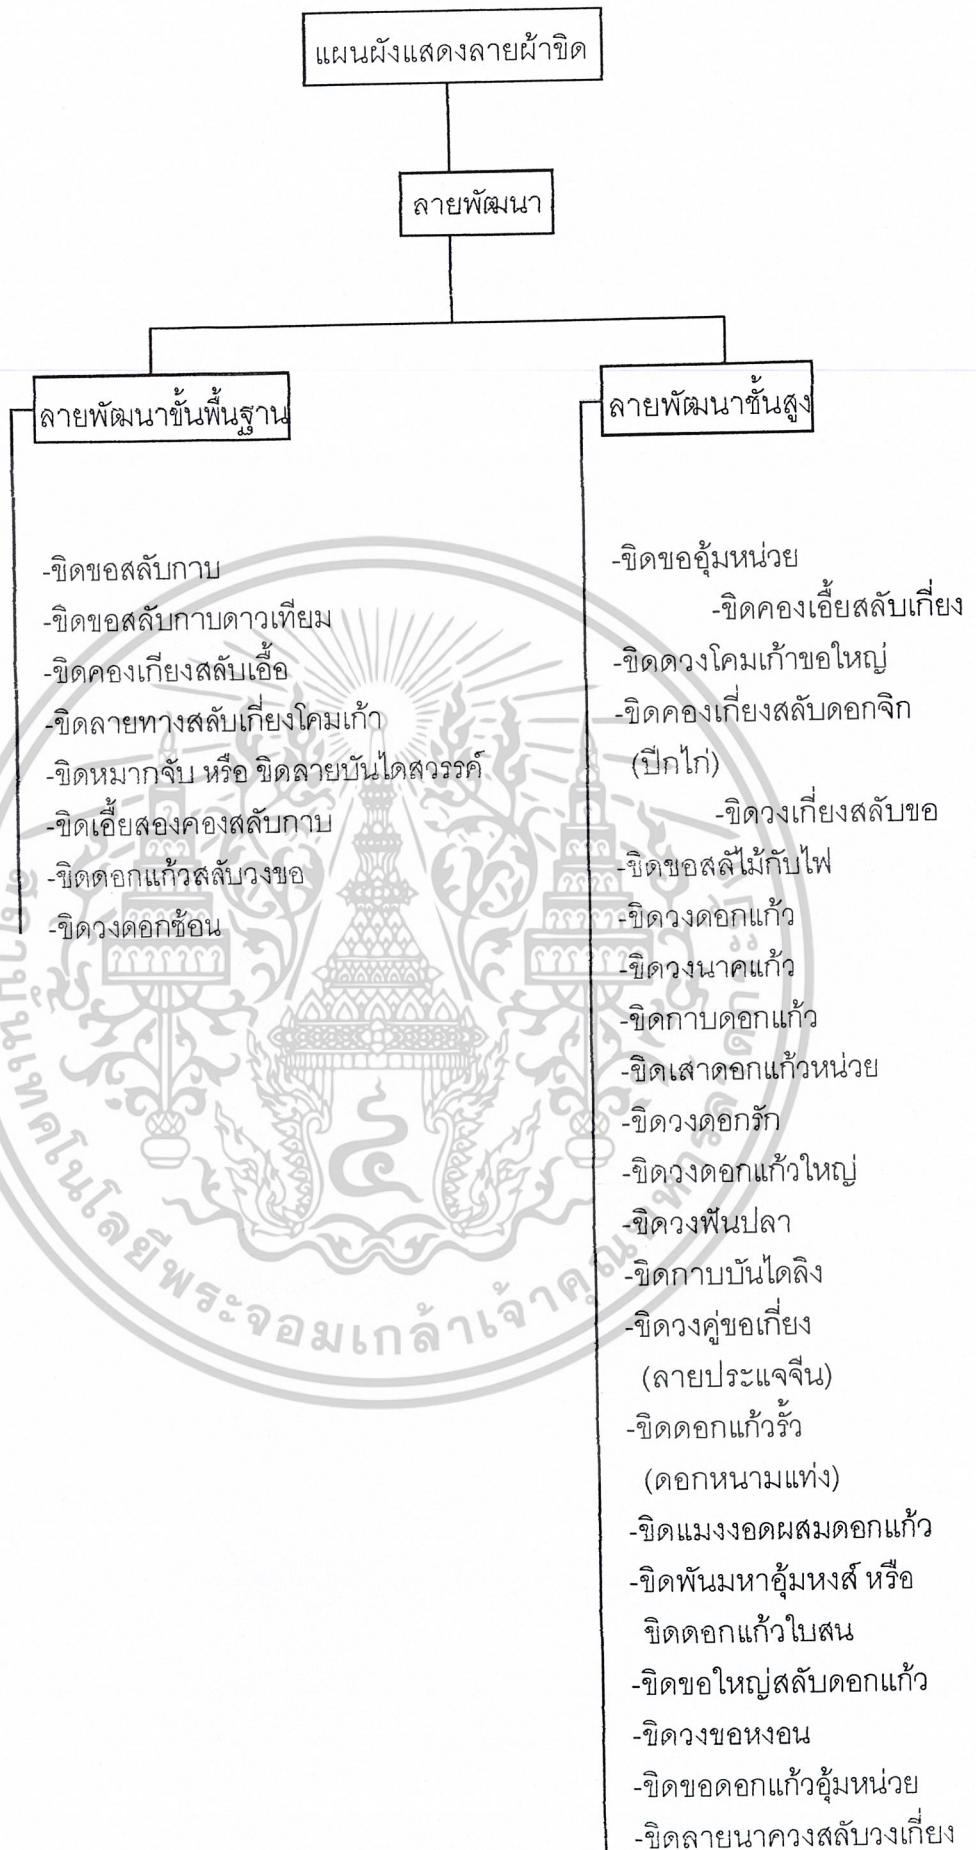 แผนผังแสดงลายผ้าขิด
ลายพัฒนา
ลายพัฒนาขั้นพื้นฐาน
-ขิดขอสลับกาบ
-ขิดขอสลับกาบดาวเทียม
-ขิดคองเกียงสลับเอื้อ
-ขิดลายทางสลับเกี่ยงโคมเก้า
-ขิดหมากจับ หรือ ขิดลายบันไดสวรรค์
-ขิดเอี้ยสองคองสลับกาบ
-ขิดดอกแก้วสลับวงขอ
-ขิดวงดอกซ้อน
ลายพัฒนาชั้นสูง
-ขิดขออุ้มหน่วย
-ขิดคองเอี้ยสลับเกี่ยง
-ขิดดวงโคมเก้าขอใหญ่
-ขิดคองเกี่ยงสลับดอกจิก
(ปีกไก่)
-ขิดวงเกี่ยงสลับขอ
-ขิดขอสลัไม้กับไฟ
-ขิดวงดอกแก้ว
-ขิดวงนาคแก้ว
-ขิดกาบดอกแก้ว
-ขิดเสาดอกแก้วหน่วย
-ขิดวงดอกรัก
-ขิดวงดอกแก้วใหญ่
-ขิดวงฟันปลา
-ขิดกาบบันไดลิง
-ขิดวงคู่ขอเกี่ยง
(ลายประแจจีน)
-ขิดดอกแก้วรั้ว
(ดอกหนามแท่ง)
-ขิดแมงงอดผสมดอกแก้ว
-ขิดพันมหาอุ้มหงส์ หรือ
ขิดดอกแก้วใบสน
-ขิดขอใหญ่สลับดอกแก้ว
-ขิดวงขอหงอน
-ขิดขอดอกแก้วอุ้มหน่วย
-ขิดลายนาควงสลับวงเกี่ยง
พระจอมเกล้าเจ้าคุณทหาร